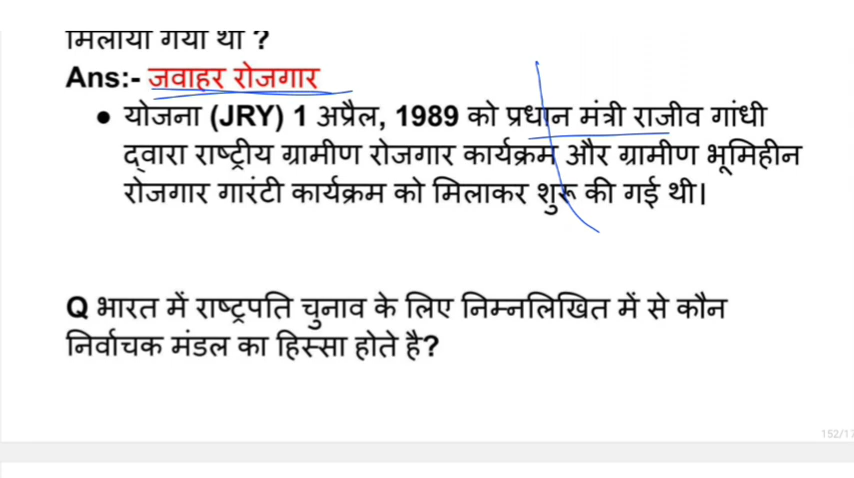 मिलाया गया था ?
Ans:- जवाहर रोजगार
● योजना (JRY) 1 अप्रैल, 1989 को प्रधान मंत्री राजीव गांधी
द्वारा राष्ट्रीय ग्रामीण रोजगार कार्यक्रम और ग्रामीण भूमिहीन
रोजगार गारंटी कार्यक्रम को मिलाकर शुरू की गई थी।
Q भारत में राष्ट्रपति चुनाव के लिए निम्नलिखित में से कौन
निर्वाचक मंडल का हिस्सा होते है?